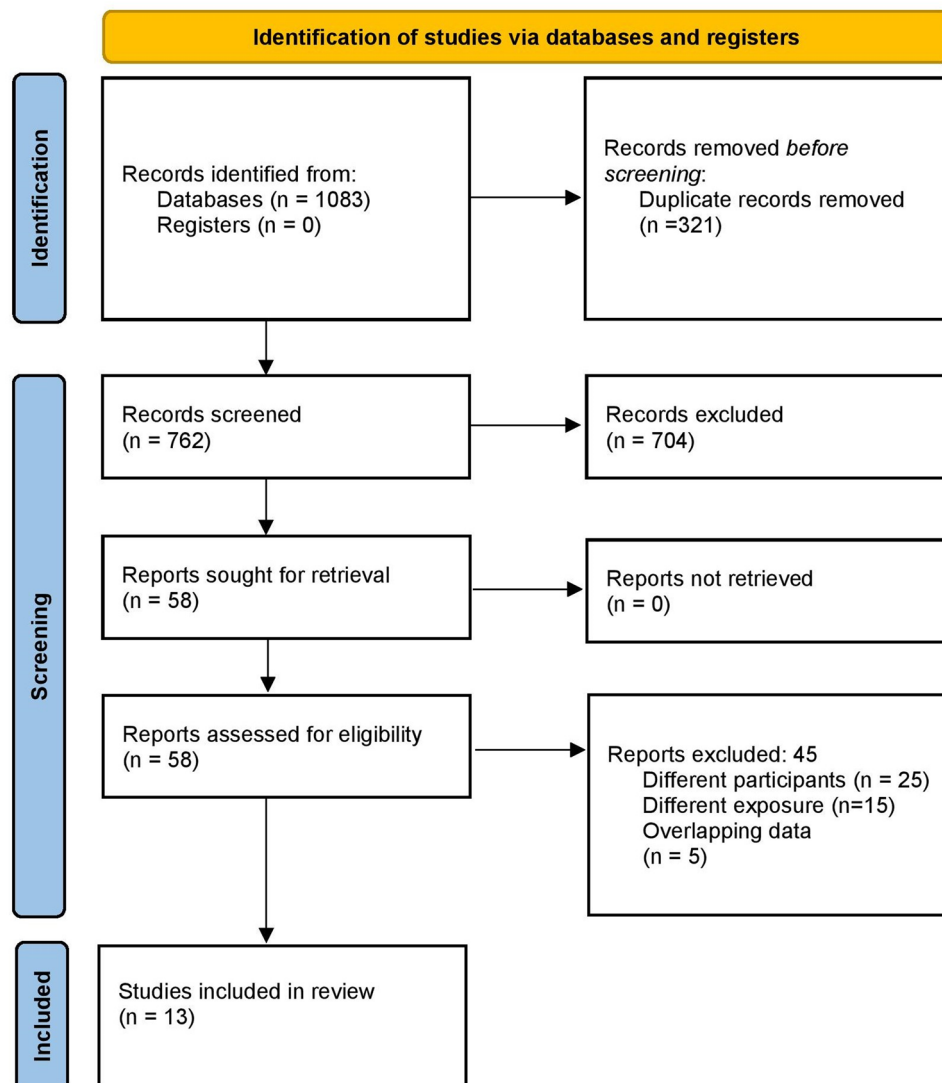 Identification of studies via databases and registers
Identification
Records identified from:
Databases (n = 1083)
Registers (n = 0)
Records removed before
screening:
Duplicate records removed
(n =321)
Screening
Records screened
(n = 762)
Records excluded
(n = 704)
Reports sought for retrieval
(n = 58)
Reports not retrieved
(n = 0)
Reports assessed for eligibility
(n = 58)
Reports excluded: 45
Different participants (n = 25)
Different exposure (n=15)
Overlapping data
(n = 5)
Included
Studies included in review
(n = 13)